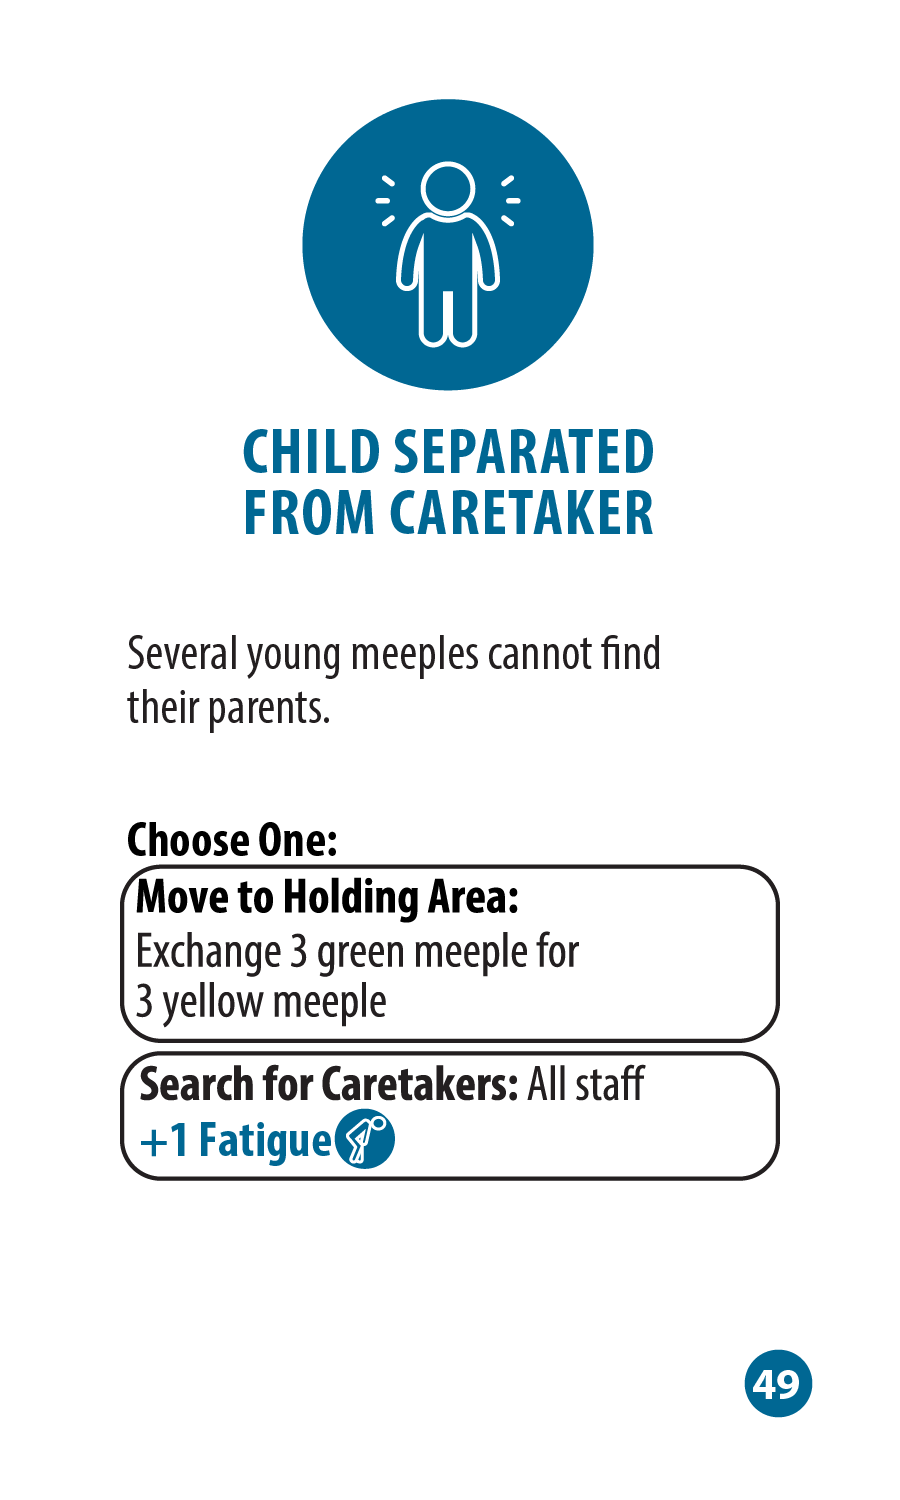 CHILD SEPARATED
FROM CARETAKER
Several young meeples cannot find
their parents.
Choose One:
Move to Holding Area:
Exchange 3 green meeple for
3 yellow meeple
Search for Caretakers: All staff
+1 Fatigue
49